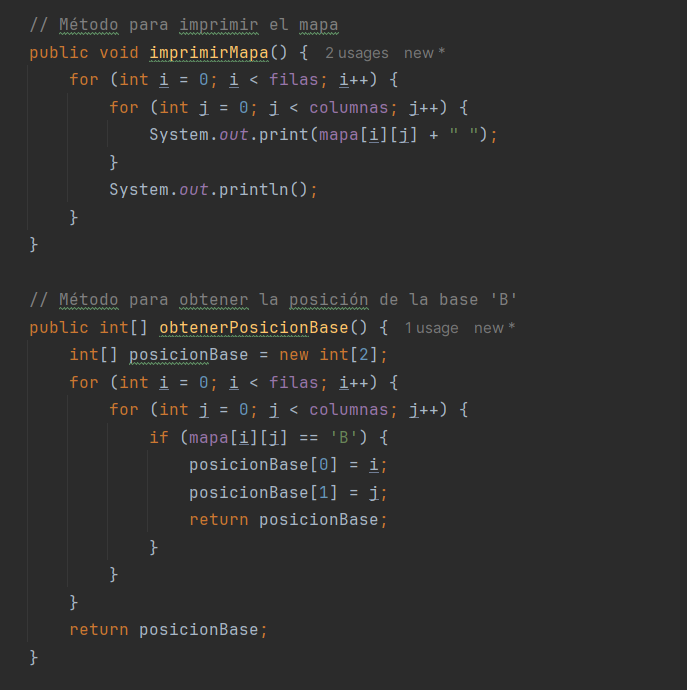 // Método para imprimir el mapa
public void imprimirMapa() { 2 usages new *
for (int i = 0; i < filas; i++) {
for (int j = 0; j < columnas; j++) {
System.out.print(mapa[i][j] + " ");
}
System.out.println();
}
}
// Método para obtener la posición de la base 'B'
public int[] obtenerPosicionBase() { 1 usage new *
int[] posicionBase = new int[2];
for (int i = 0; i < filas; i++) {
for (int j = 0; j < columnas; j++) {
if (mapa[i][j] == 'B') {
posicionBase[0] = i;
posicionBase[1] = j;
return posicionBase;
}
}
}
return posicionBase;
}